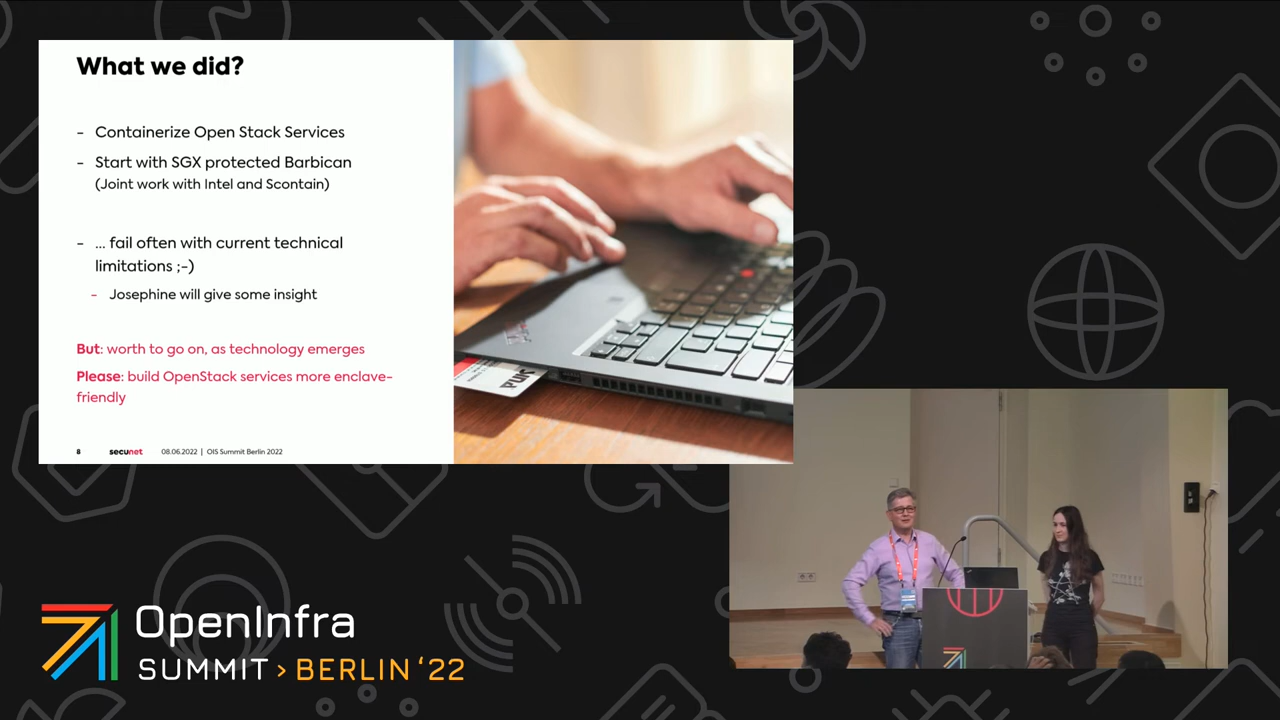 What we did?
- Containerize Open Stack Services
- Start with SGX protected Barbican
(Joint work with Intel and Scontain)
- ... fail often with current technical
limitations ;-)
- Josephine will give some insight
But: worth to go on, as technology emerges
Please: build OpenStack services more enclave-
friendly
8 secunet 08.06.2022 | OIS Summit Berlin 2022
OpenInfra
SUMMIT > BERLIN ‘22